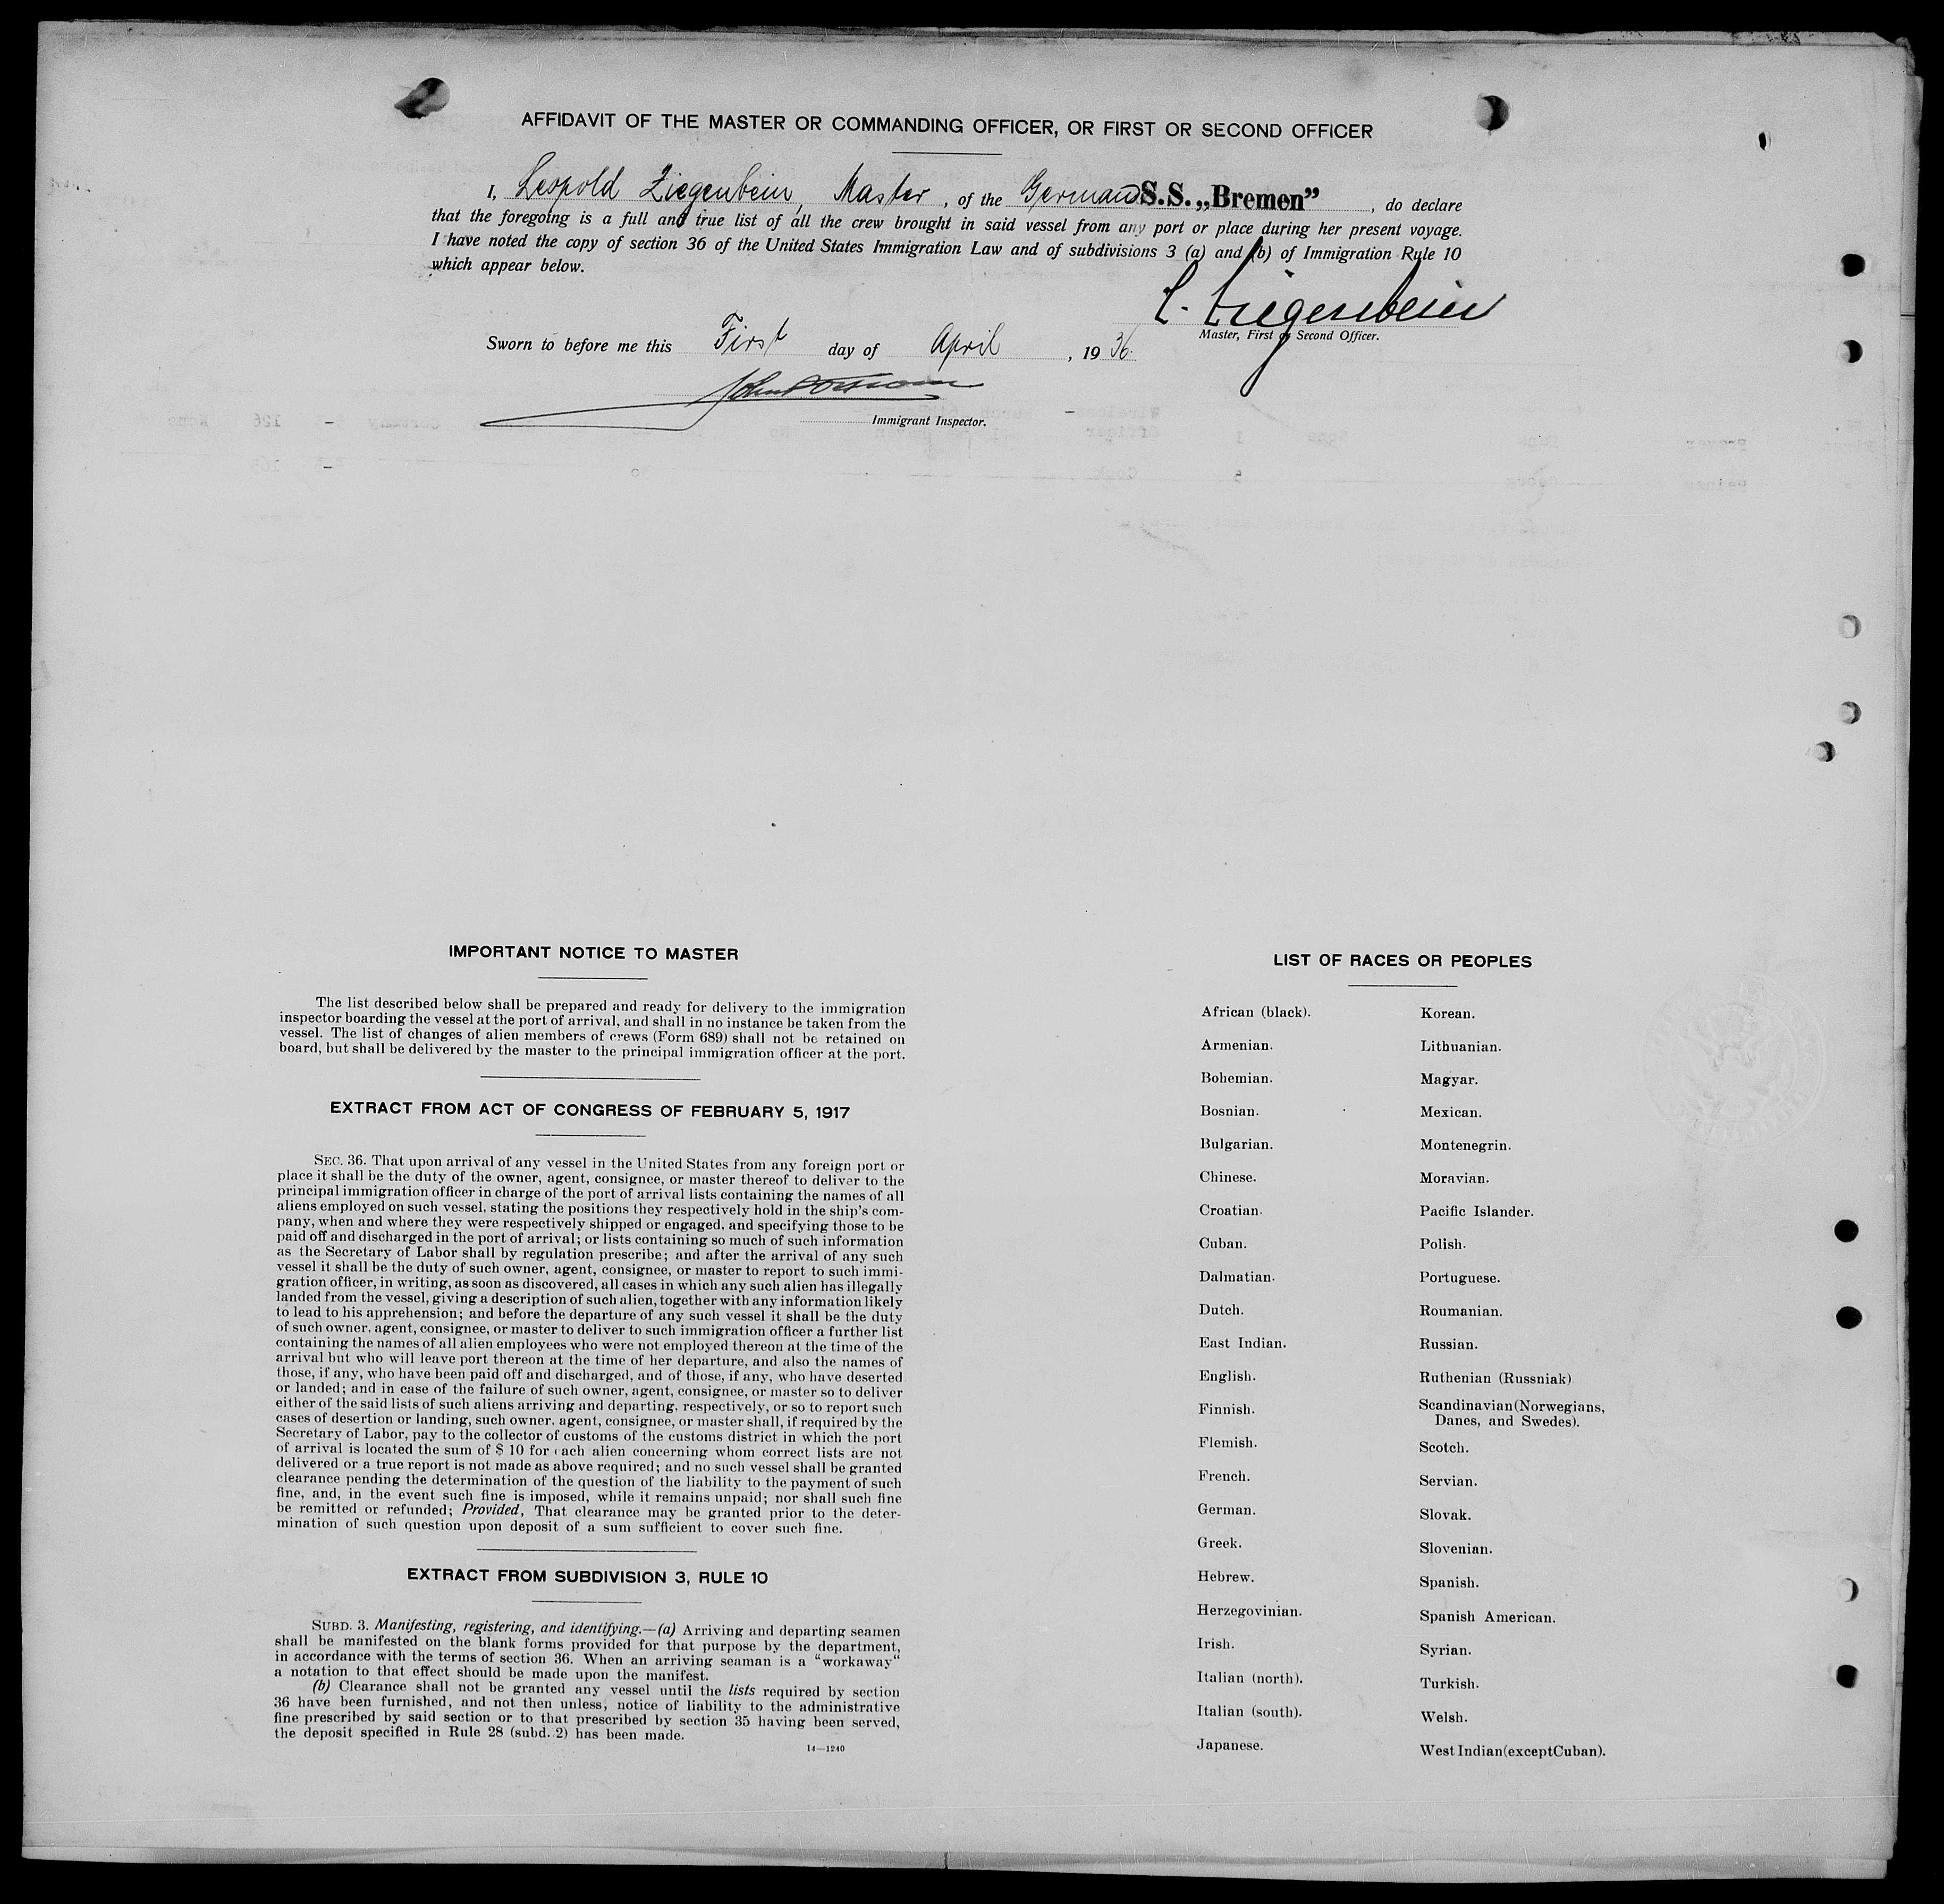 AFFIDAVIT OF THE MASTER OR COMMANDING OFFICER, OR FIRST OR SECOND OFFICER
I, Leopold Ziegenbein, Master, of the German S.S. „Bremen”, do declare
that the foregoing is a full and true list of all the crew brought in said vessel from any port or place during her present voyage.
I have noted the copy of section 36 of the United States Immigration Law and of subdivisions 3 (a) and (b) of Immigration Rule 10
which appear below.
L. Ziegenbein
Master, First or Second Officer.
Sworn to before me this First day of April, 1936.
Immigrant Inspector.
IMPORTANT NOTICE TO MASTER
The list described below shall be prepared and ready for delivery to the immigration
inspector boarding the vessel at the port of arrival, and shall in no instance be taken from the
vessel. The list of changes of alien members of crews (Form 689) shall not be retained on
board, but shall be delivered by the master to the principal immigration officer at the port.
EXTRACT FROM ACT OF CONGRESS OF FEBRUARY 5, 1917
SEC. 36. That upon arrival of any vessel in the United States from any foreign port or
place it shall be the duty of the owner, agent, consignee, or master thereof to deliver to the
principal immigration officer in charge of the port of arrival lists containing the names of all
aliens employed on such vessel, stating the positions they respectively hold in the ship's com-
pany, when and where they were respectively shipped or engaged, and specifying those to be
paid off and discharged in the port of arrival; or lists containing so much of such information
as the Secretary of Labor shall by regulation prescribe; and after the arrival of any such
vessel it shall be the duty of such owner, agent, consignee, or master to report to such immi-
gration officer, in writing, as soon as discovered, all cases in which any such alien has illegally
landed from the vessel, giving a description of such alien, together with any information likely
to lead to his apprehension; and before the departure of any such vessel it shall be the duty
of such owner, agent, consignee, or master to deliver to such immigration officer a further list
containing the names of all alien employees who were not employed thereon at the time of the
arrival but who will leave port thereon at the time of her departure, and also the names of
those, if any, who have been paid off and discharged, and of those, if any, who have deserted
or landed; and in case of the failure of such owner, agent, consignee, or master so to deliver
either of the said lists of such aliens arriving and departing, respectively, or so to report such
cases of desertion or landing, such owner, agent, consignee, or master shall, if required by the
Secretary of Labor, pay to the collector of customs of the customs district in which the port
of arrival is located the sum of $ 10 for each alien concerning whom correct lists are not
delivered or a true report is not made as above required; and no such vessel shall be granted
clearance pending the determination of the question of the liability to the payment of such
fine, and, in the event such fine is imposed, while it remains unpaid; nor shall such fine
be remitted or refunded; Provided, That clearance may be granted prior to the deter-
mination of such question upon deposit of a sum sufficient to cover such fine.
EXTRACT FROM SUBDIVISION 3, RULE 10
SUBD. 3. Manifesting, registering, and identifying.—(a) Arriving and departing seamen
shall be manifested on the blank forms provided for that purpose by the department,
in accordance with the terms of section 36. When an arriving seaman is a “workaway“
a notation to that effect should be made upon the manifest.
(b) Clearance shall not be granted any vessel until the lists required by section
36 have been furnished, and not then unless, notice of liability to the administrative
fine prescribed by said section or to that prescribed by section 35 having been served,
the deposit specified in Rule 28 (subd. 2) has been made.
14—1240
LIST OF RACES OR PEOPLES
African (black).
Armenian.
Bohemian.
Bosnian.
Bulgarian.
Chinese.
Croatian.
Cuban.
Dalmatian.
Dutch.
East Indian.
English.
Finnish.
Flemish.
French.
German.
Greek.
Hebrew.
Herzegovinian.
Irish.
Italian (north).
Italian (south).
Japanese.
Korean.
Lithuanian.
Magyar.
Mexican.
Montenegrin.
Moravian.
Pacific Islander.
Polish.
Portuguese.
Roumanian.
Russian.
Ruthenian (Russniak)
Scandinavian (Norwegians,
Danes, and Swedes).
Scotch.
Servian.
Slovak.
Slovenian.
Spanish.
Spanish American.
Syrian.
Turkish.
Welsh.
West Indian (except Cuban).